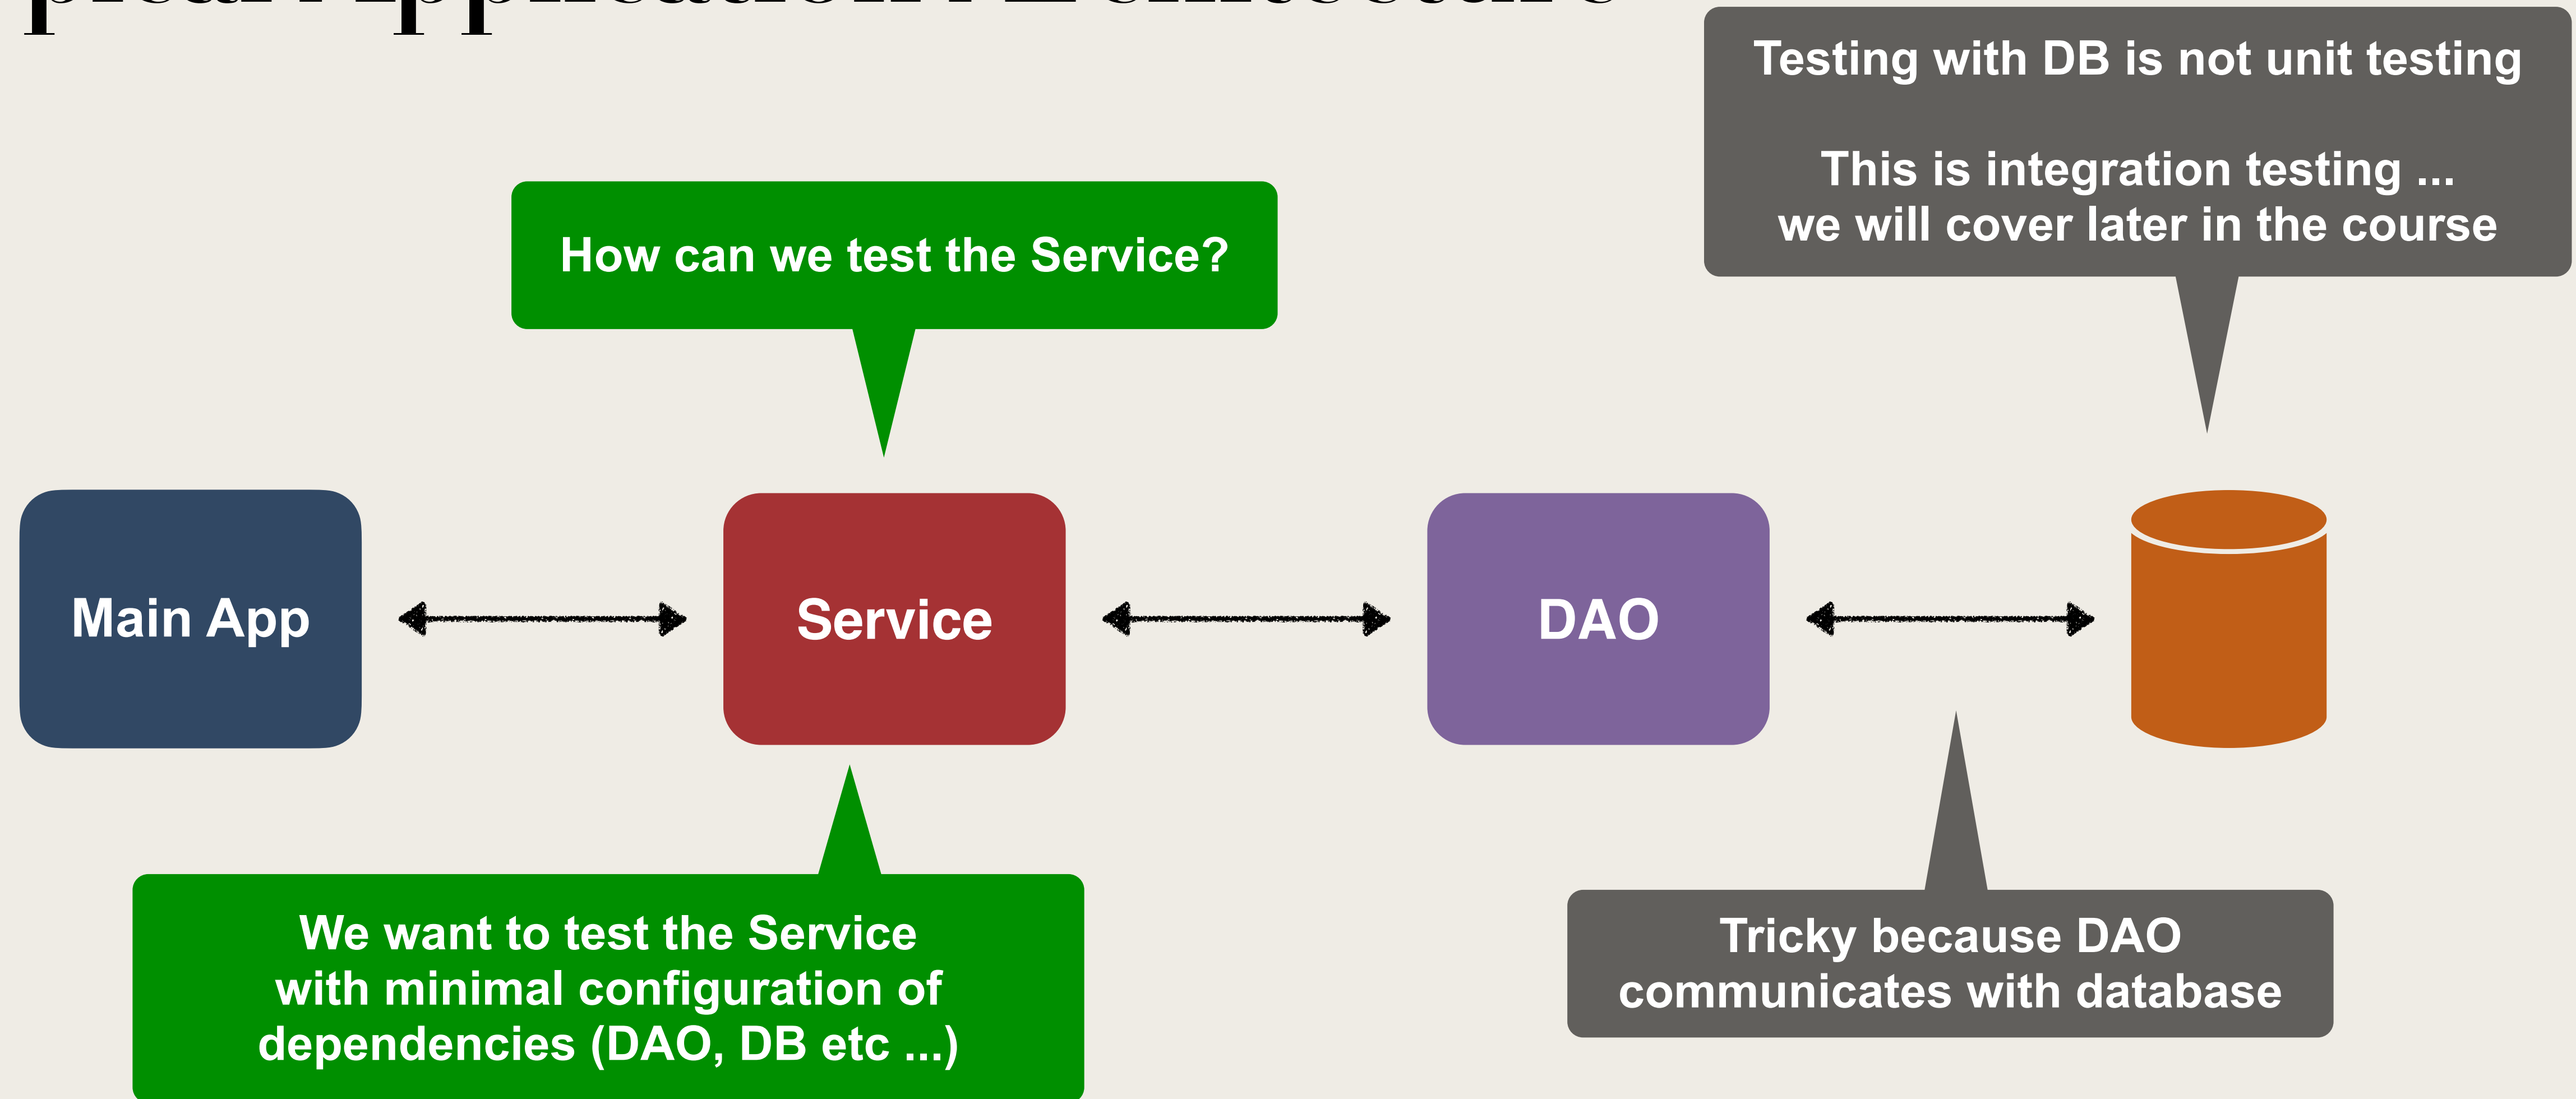 Testing with DB is not unit testing
This is integration testing ...
we will cover later in the course
How can we test the Service?
Main App
Service
DAO
We want to test the Service
with minimal configuration of
dependencies (DAO, DB etc ...)
Tricky because DAO
communicates with database